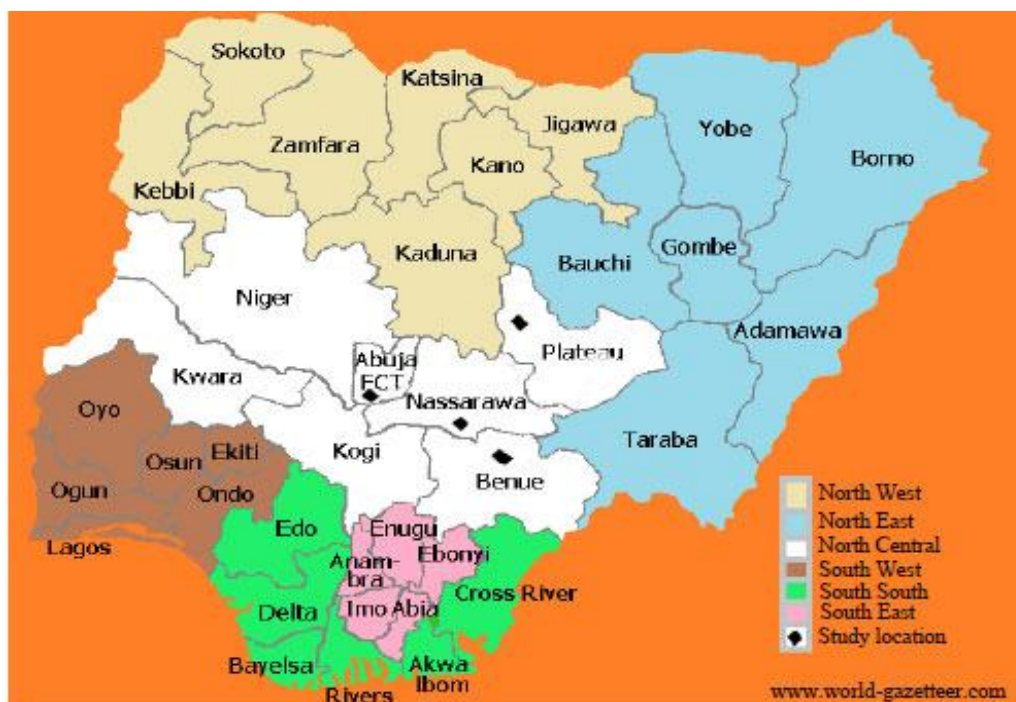 Sokoto
Katsina
Jigawa
Yobe
Zamfara
Kano
Borno
Kebbi
Kaduna
Bauchi
Gombe
Niger
Adamawa
Plateau
Abuja
FCT
Kwara
Nassarawa
Oyo
Taraba
Kogi
Osun
Ekiti
Benue
Ogun
Ondo
Edo
Enugu
Lagos
Anam-
bra
Ebonyi
Cross River
Delta
Imo
Abia
Bayelsa
Akwa
Ibom
Rivers
North West
North East
North Central
South West
South South
South East
Study location
www.world-gazetteer.com